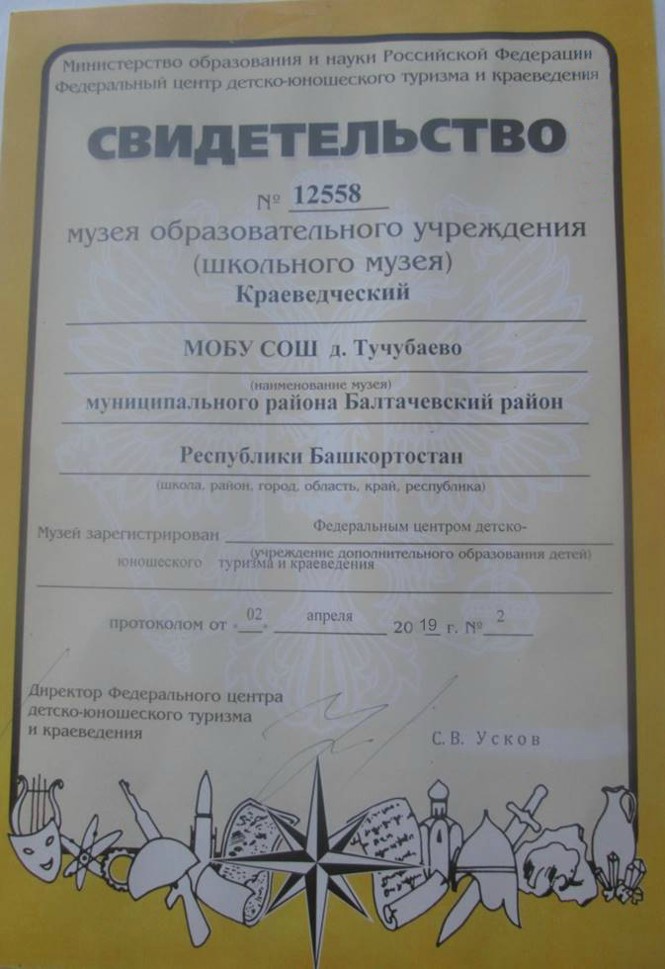 Министерство образования и науки Российской Федерации
Федеральный центр детско-юношеского туризма и краеведения
СВИДЕТЕЛЬСТВО
№ 12558
музея образовательного учреждения
(школьного музея)
Краеведческий
МОБУ СОШ д. Тучубаево
(наименование музея)
муниципального района Балтачевский район
Республики Башкортостан
(школа, район, город, область, край, республика)
Музей зарегистрирован Федеральным центром детско-
(учреждение дополнительного образования детей)
юношеского туризма и краеведения
протоколом от «02» апреля 2019 г. № 2
Директор Федерального центра
детско-юношеского туризма
и краеведения
С.В. Усков